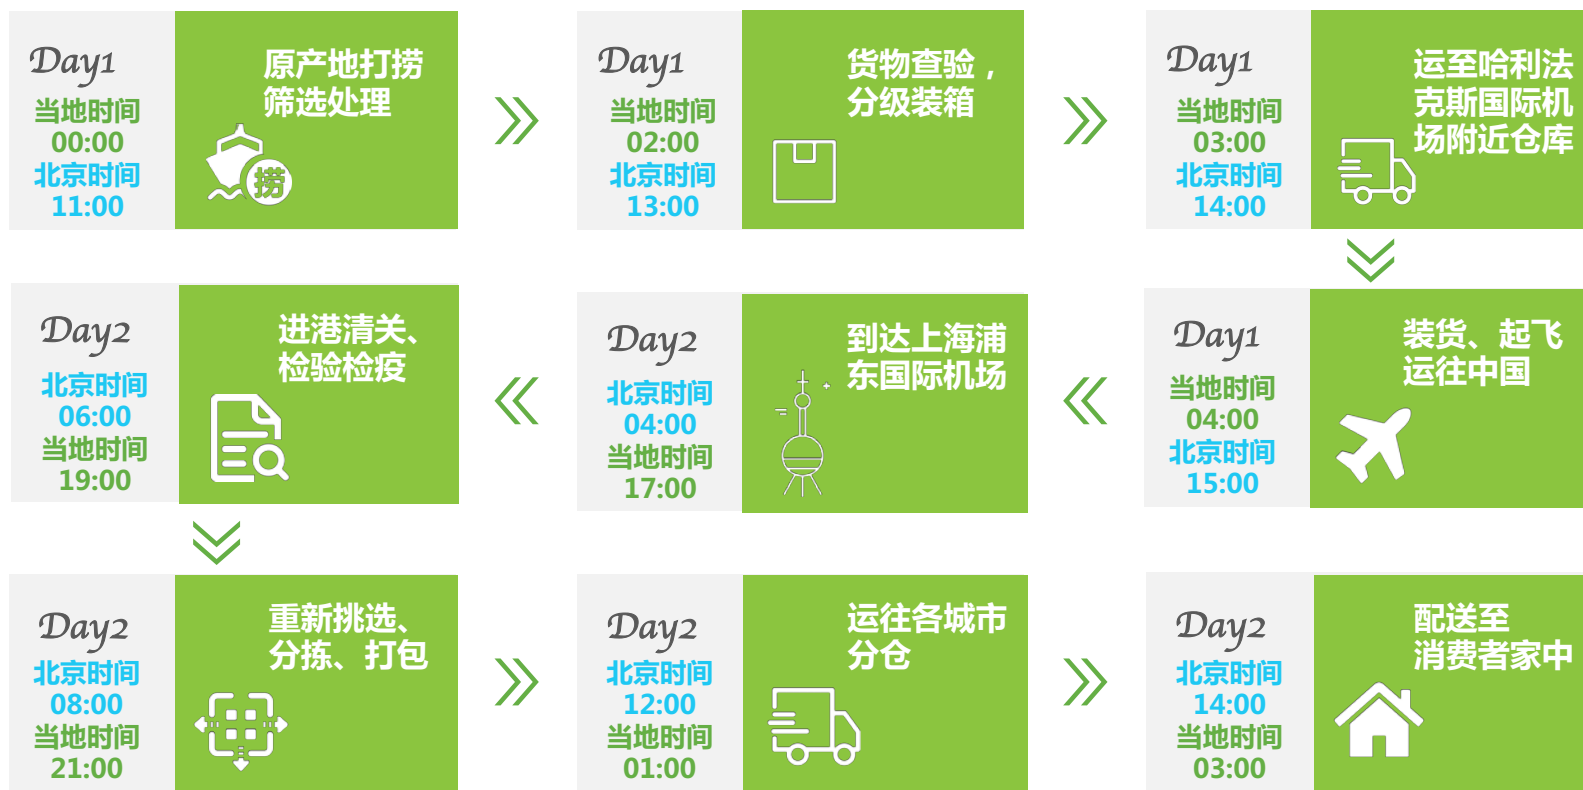 Day1
当地时间
00:00
北京时间
11:00
原产地打捞
筛选处理
捞
Day1
当地时间
02:00
北京时间
13:00
货物查验，
分级装箱
Day1
当地时间
03:00
北京时间
14:00
运至哈利法
克斯国际机
场附近仓库
Day1
当地时间
04:00
北京时间
15:00
装货、起飞
运往中国
Day2
北京时间
04:00
当地时间
17:00
到达上海浦
东国际机场
Day2
北京时间
06:00
当地时间
19:00
进港清关、
检验检疫
Day2
北京时间
08:00
当地时间
21:00
重新挑选、
分拣、打包
Day2
北京时间
12:00
当地时间
01:00
运往各城市
分仓
Day2
北京时间
14:00
当地时间
03:00
配送至
消费者家中